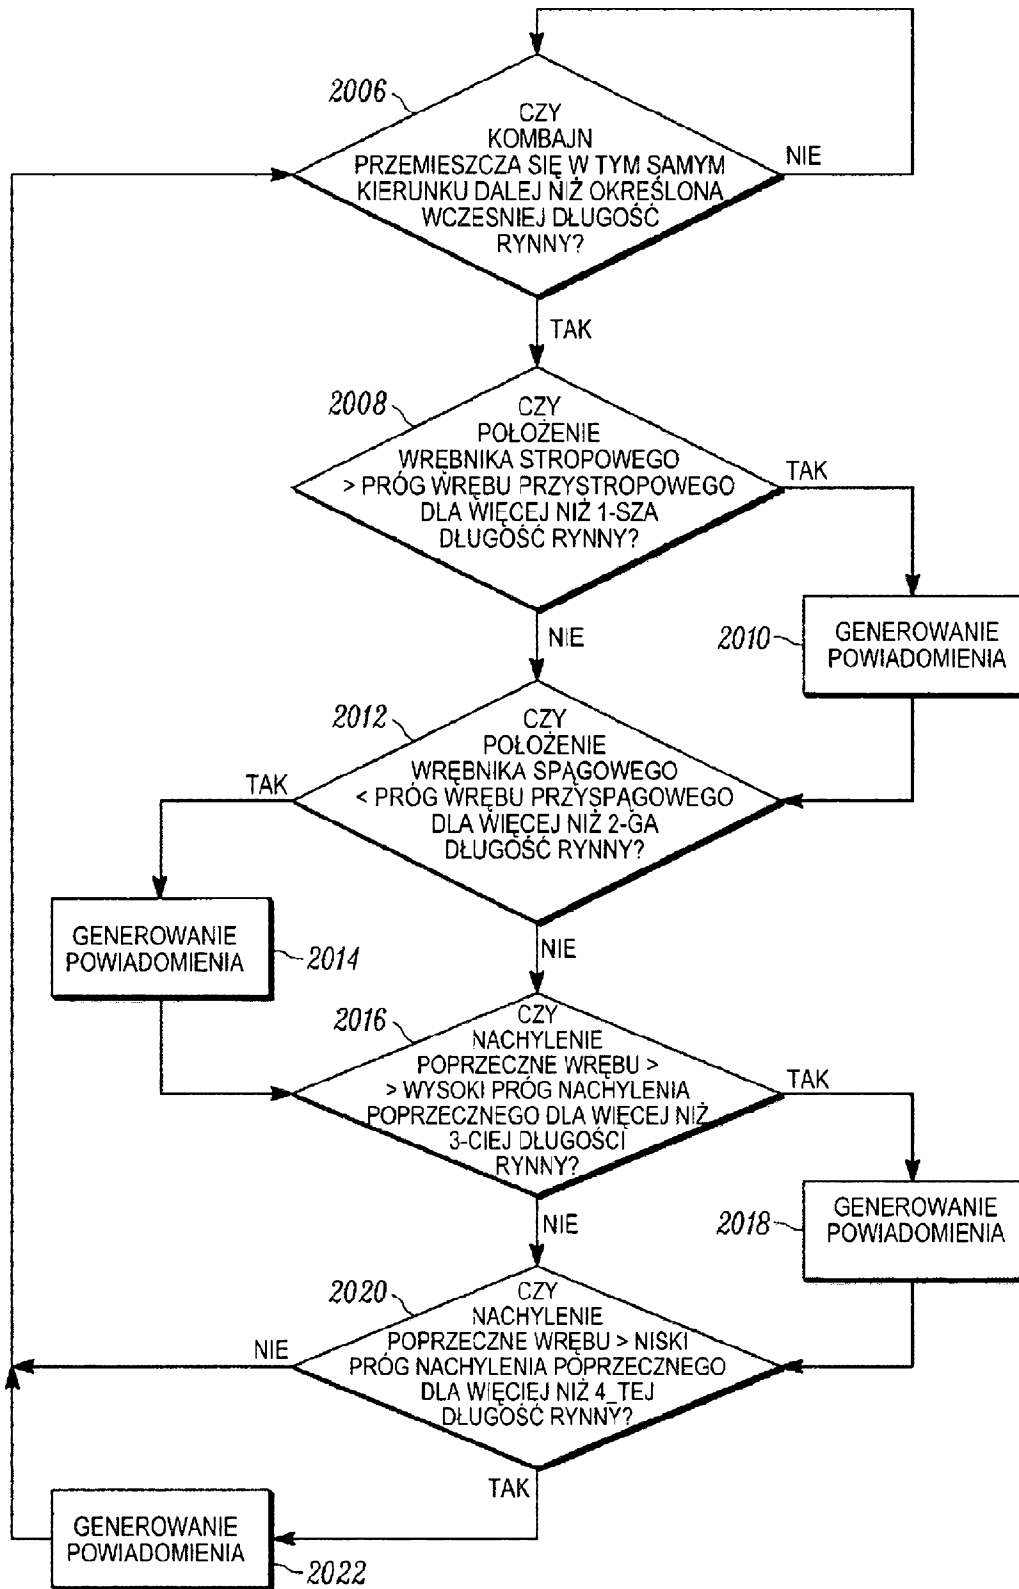 2006
CZY
KOMBAJN
PRZEMIESZCZA SIĘ W TYM SAMYM
KIERUNKU DALEJ NIŻ OKREŚLONA
WCZESNIEJ DŁUGOŚĆ
RYNNY?
NIE
TAK
2008
CZY
POŁOŻENIE
WRĘBNIKA STROPOWEGO
> PRÓG WRĘBU PRZYSTROPOWEGO
DLA WIĘCEJ NIŻ 1-SZA
DŁUGOŚĆ RYNNY?
TAK
NIE
2010
GENEROWANIE
POWIADOMIENIA
2012
CZY
POŁOŻENIE
WRĘBNIKA SPĄGOWEGO
< PRÓG WRĘBU PRZYSPĄGOWEGO
DLA WIĘCEJ NIŻ 2-GA
DŁUGOŚĆ RYNNY?
TAK
NIE
GENEROWANIE
POWIADOMIENIA
2014
2016
CZY
NACHYLENIE
POPRZECZNE WRĘBU >
> WYSOKI PRÓG NACHYLENIA
POPRZECZNEGO DLA WIĘCEJ NIŻ
3-CIEJ DŁUGOŚCI
RYNNY?
TAK
NIE
2018
GENEROWANIE
POWIADOMIENIA
2020
CZY
NACHYLENIE
POPRZECZNE WRĘBU > NISKI
PRÓG NACHYLENIA POPRZECZNEGO
DLA WIĘCIEJ NIŻ 4_TEJ
DŁUGOŚĆ RYNNY?
NIE
TAK
GENEROWANIE
POWIADOMIENIA
2022